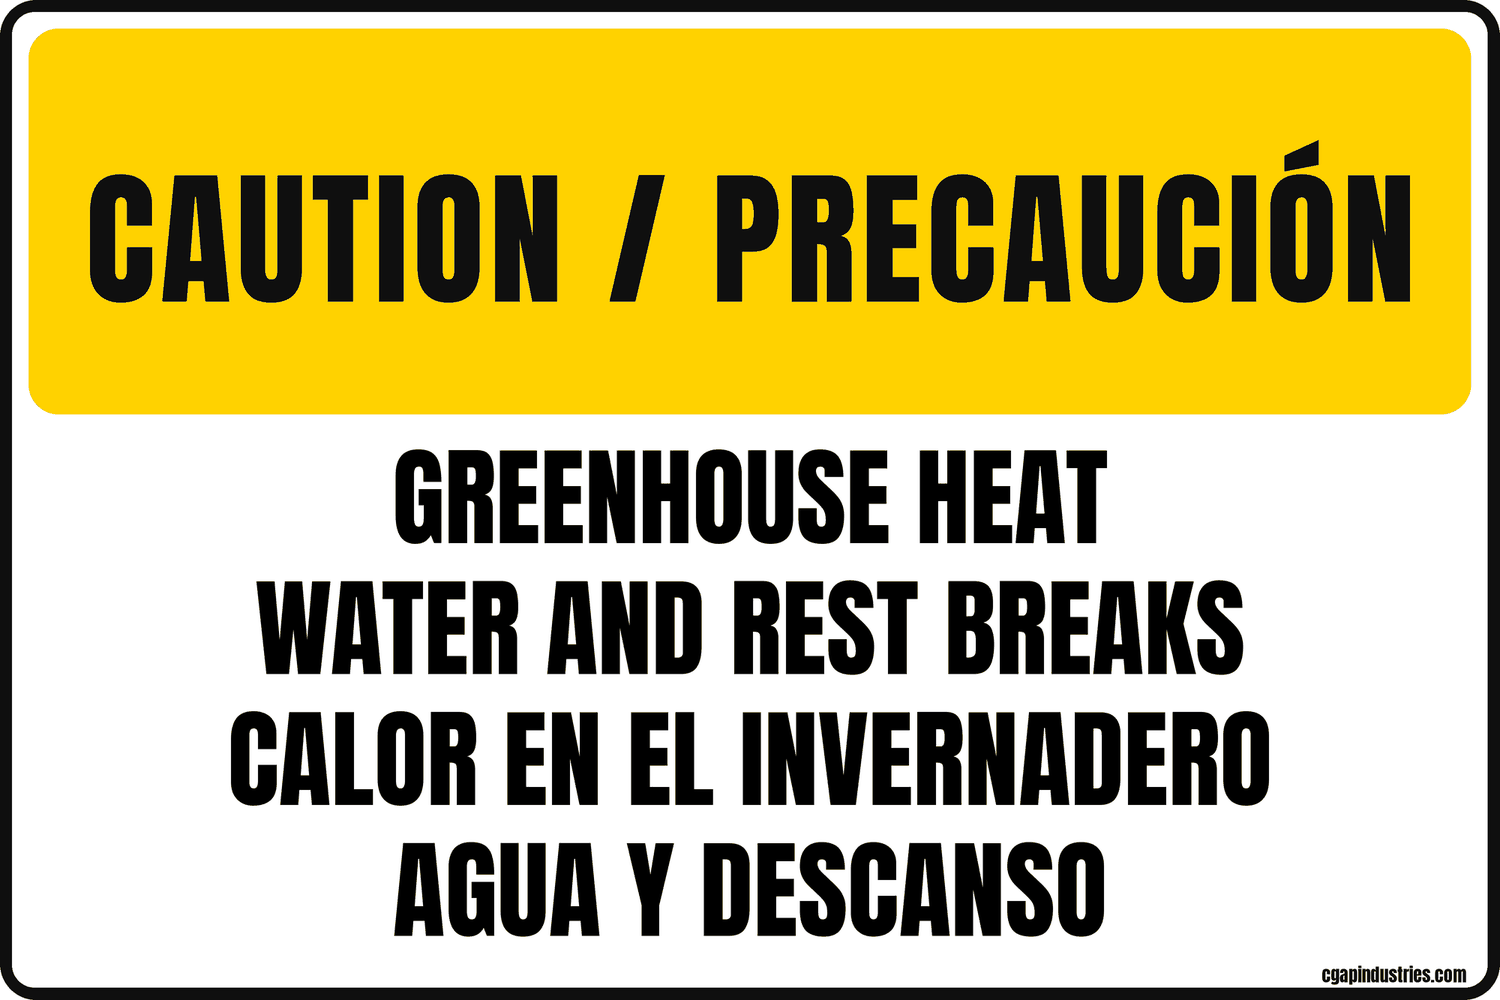 CAUTION / PRECAUCIÓN
GREENHOUSE HEAT
WATER AND REST BREAKS
CALOR EN EL INVERNADERO
AGUA Y DESCANSO
cgapindustries.com